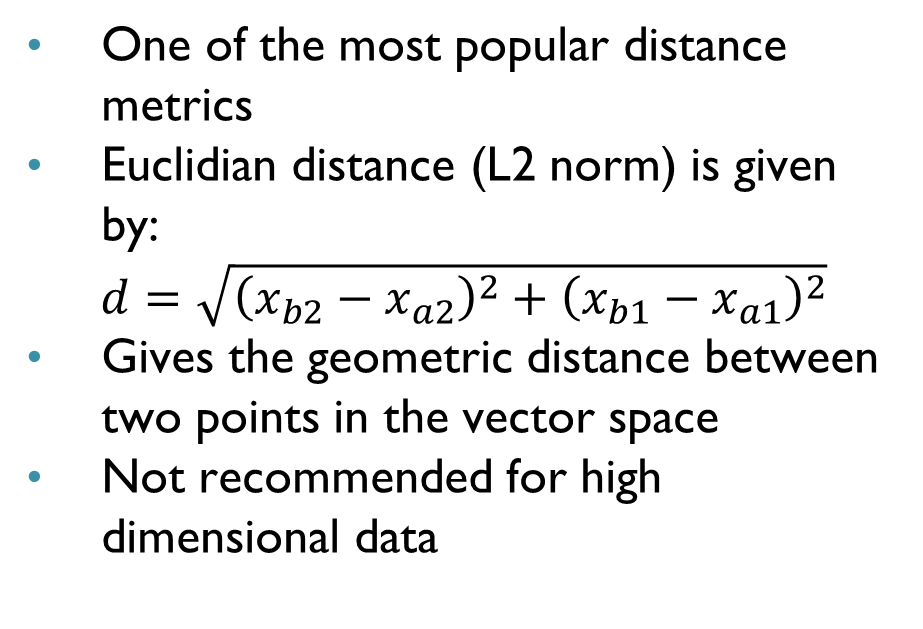 • One of the most popular distance
metrics
• Euclidian distance (L2 norm) is given
by:
𝑑 = √(𝑥_{𝑏2} − 𝑥_{𝑎2})² + (𝑥_{𝑏1} − 𝑥_{𝑎1})²
• Gives the geometric distance between
two points in the vector space
• Not recommended for high
dimensional data